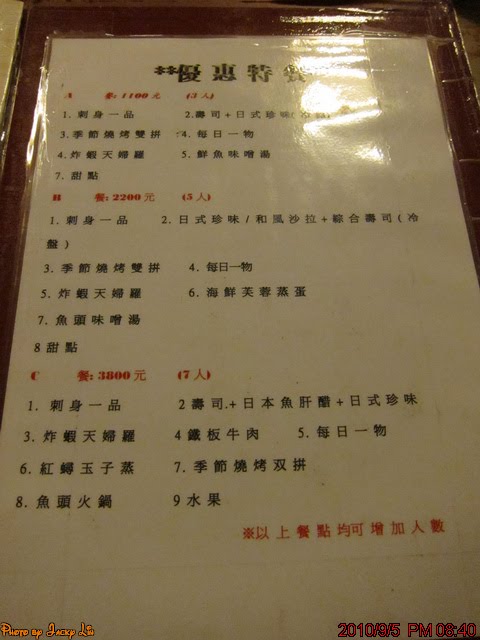 **優惠特餐
A 餐: 1100元 (3人)
1. 刺身一品 2.壽司+日式珍味(冷盤)
3.季節燒烤雙拼 4. 每日一物
4.炸蝦天婦羅 5. 鮮魚味噌湯
7. 甜點
B 餐: 2200元 (5人)
1. 刺身一品 2. 日式珍味/和風沙拉+綜合壽司(冷
盤)
3. 季節燒烤雙拼 4. 每日一物
5. 炸蝦天婦羅 6. 海鮮芙蓉蒸蛋
7. 魚頭味噌湯
8甜點
C 餐: 3800元 (7人)
1. 刺身一品 2壽司.+日本魚肝醋+日式珍味
3. 炸蝦天婦羅 4鐵板牛肉 5. 每日一物
6. 紅蟳玉子蒸 7. 季節燒烤双拼
8. 魚頭火鍋 9水果
※以上餐點均可增加人數
Photo by Jacky Lin
2010/9/5 PM 08:40